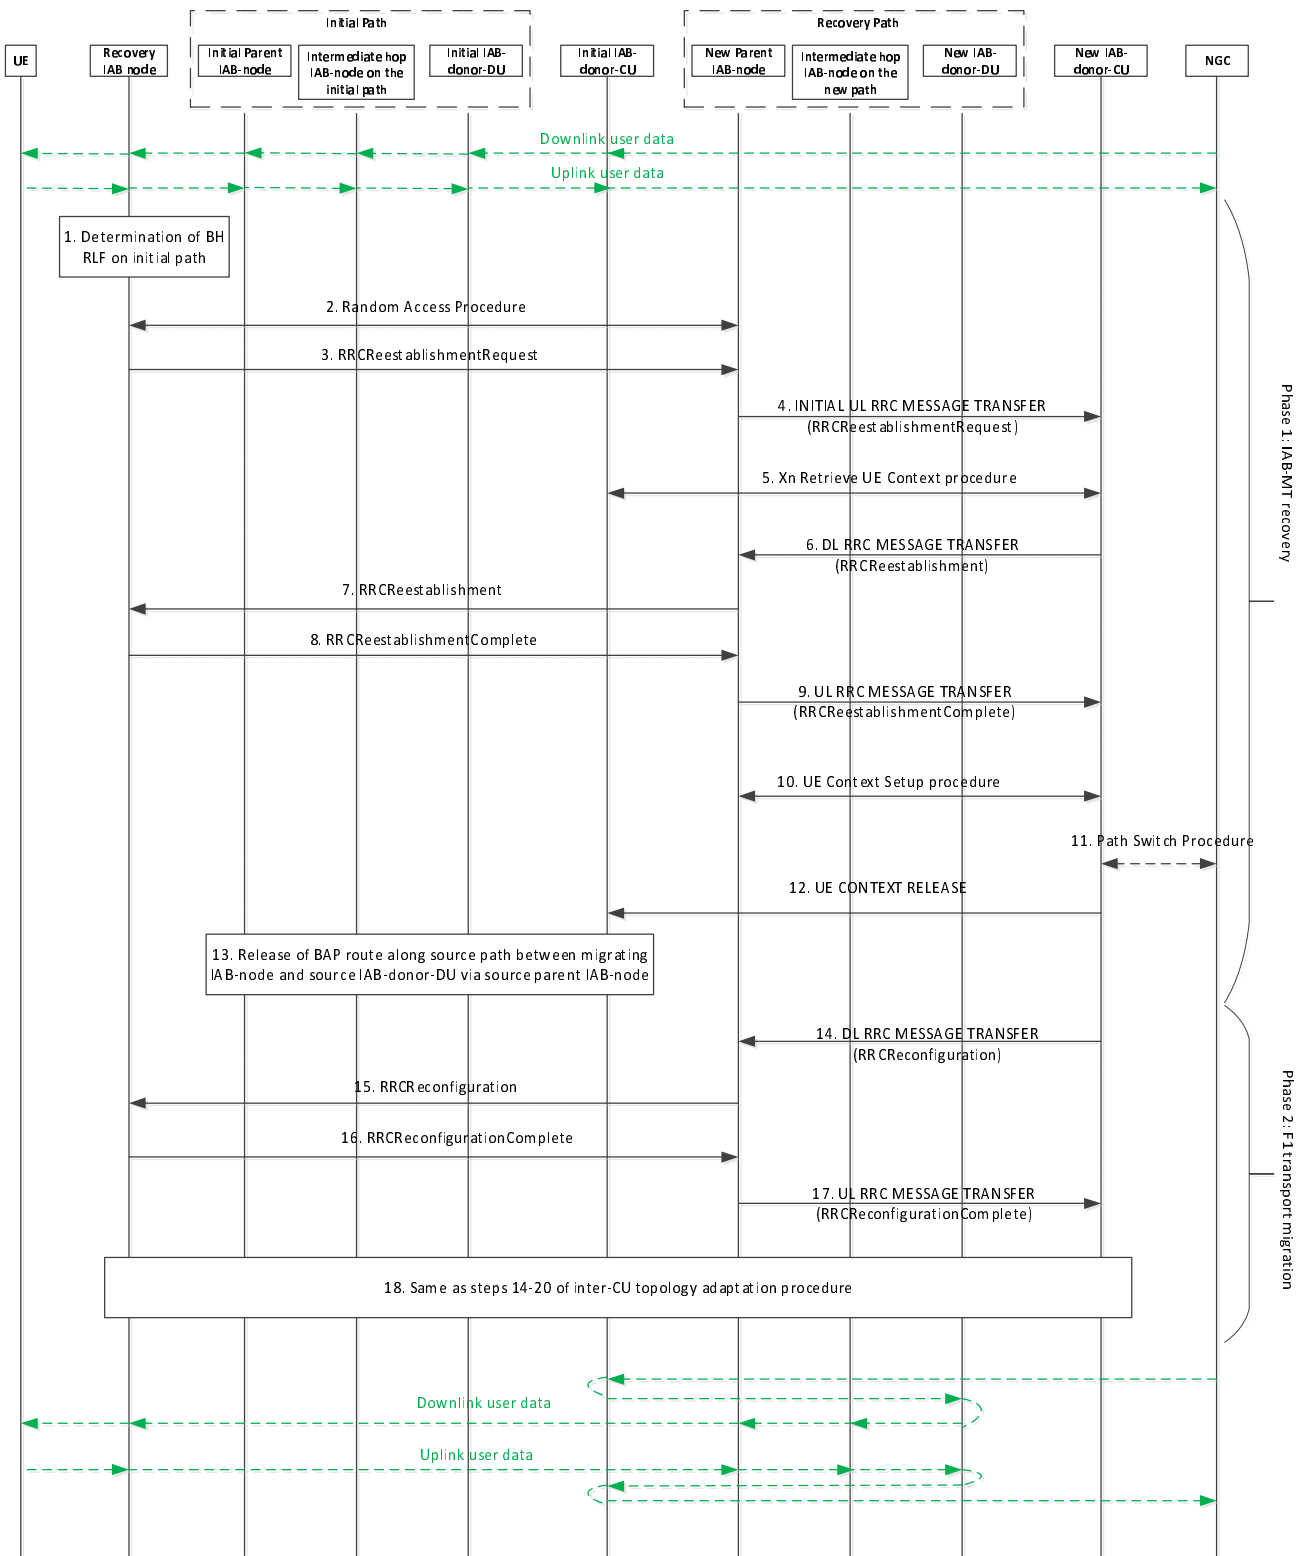 Initial Path
Recovery Path
UE
Recovery
IAB node
Initial Parent
IAB-node
Intermediate hop
IAB-node on the
initial path
Initial IAB-
donor-DU
Initial IAB-
donor-CU
New Parent
IAB-node
Intermediate hop
IAB-node on the
new path
New IAB-
donor-DU
New IAB-
donor-CU
NGC
Downlink user data
Uplink user data
1. Determination of BH
RLF on initial path
2. Random Access Procedure
3. RRCReestablishmentRequest
4. INITIAL UL RRC MESSAGE TRANSFER
(RRCReestablishmentRequest)
5. Xn Retrieve UE Context procedure
6. DL RRC MESSAGE TRANSFER
(RRCReestablishment)
7. RRCReestablishment
8. RRCReestablishmentComplete
9. UL RRC MESSAGE TRANSFER
(RRCReestablishmentComplete)
10. UE Context Setup procedure
11. Path Switch Procedure
12. UE CONTEXT RELEASE
13. Release of BAP route along source path between migrating
IAB-node and source IAB-donor-DU via source parent IAB-node
Phase 1: IAB-MT recovery
14. DL RRC MESSAGE TRANSFER
(RRCReconfiguration)
15. RRCReconfiguration
16. RRCReconfigurationComplete
17. UL RRC MESSAGE TRANSFER
(RRCReconfigurationComplete)
18. Same as steps 14-20 of inter-CU topology adaptation procedure
Phase 2: F1 transport migration
Downlink user data
Uplink user data